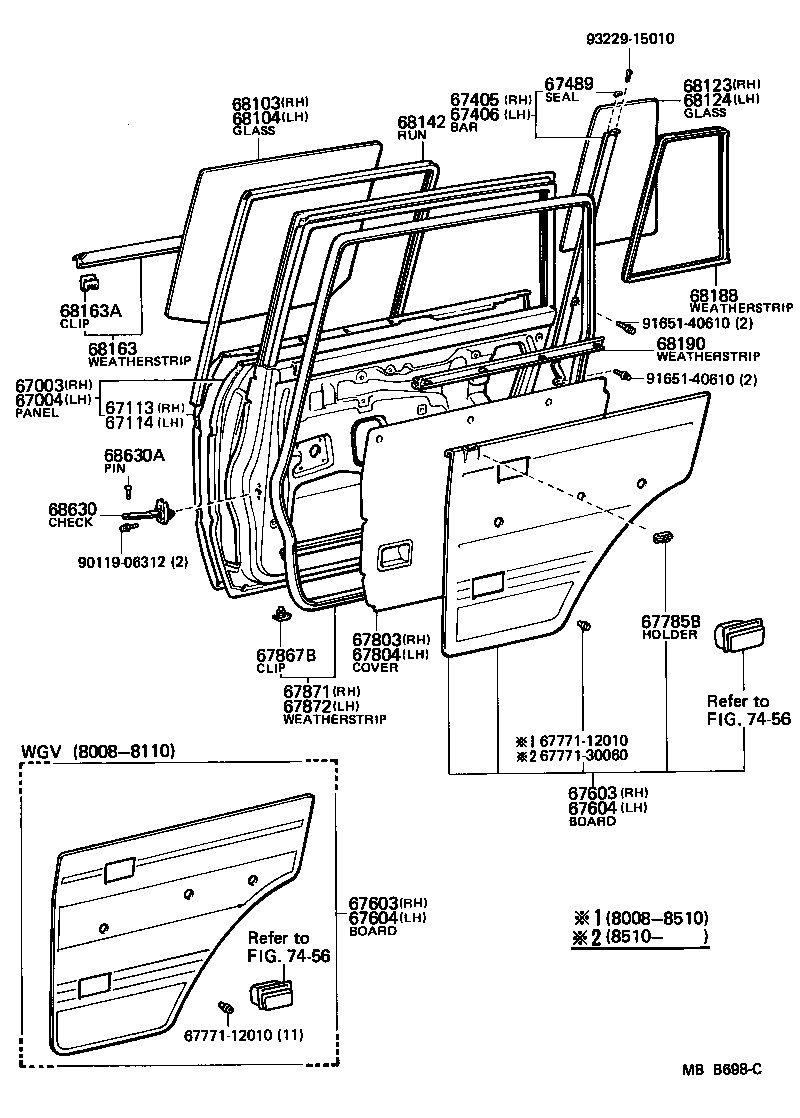 93229-15010
67489
SEAL
68123(RH)
68124(LH)
GLASS
67405 (RH)
67406 (LH)
BAR
68103(RH)
68104(LH)
GLASS
68142
RUN
68188
WEATHERSTRIP
68163A
CLIP
68163
WEATHERSTRIP
91651-40610 (2)
68190
WEATHERSTRIP
91651-40610 (2)
67003(RH)
67004(LH)
PANEL
67113 (RH)
67114 (LH)
68630A
PIN
68630
CHECK
90119-06312 (2)
67867B
CLIP
67871 (RH)
67872 (LH)
WEATHERSTRIP
67803(RH)
67804(LH)
COVER
67785B
HOLDER
Refer to
FIG. 74-56
※1 67771-12010
※2 67771-30060
67603 (RH)
67604 (LH)
BOARD
WGV (8008-8110)
67603(RH)
67604(LH)
BOARD
Refer to
FIG. 74-56
67771-12010 (11)
※1 (8008-8510)
※2 (8510- )
MB B698-C